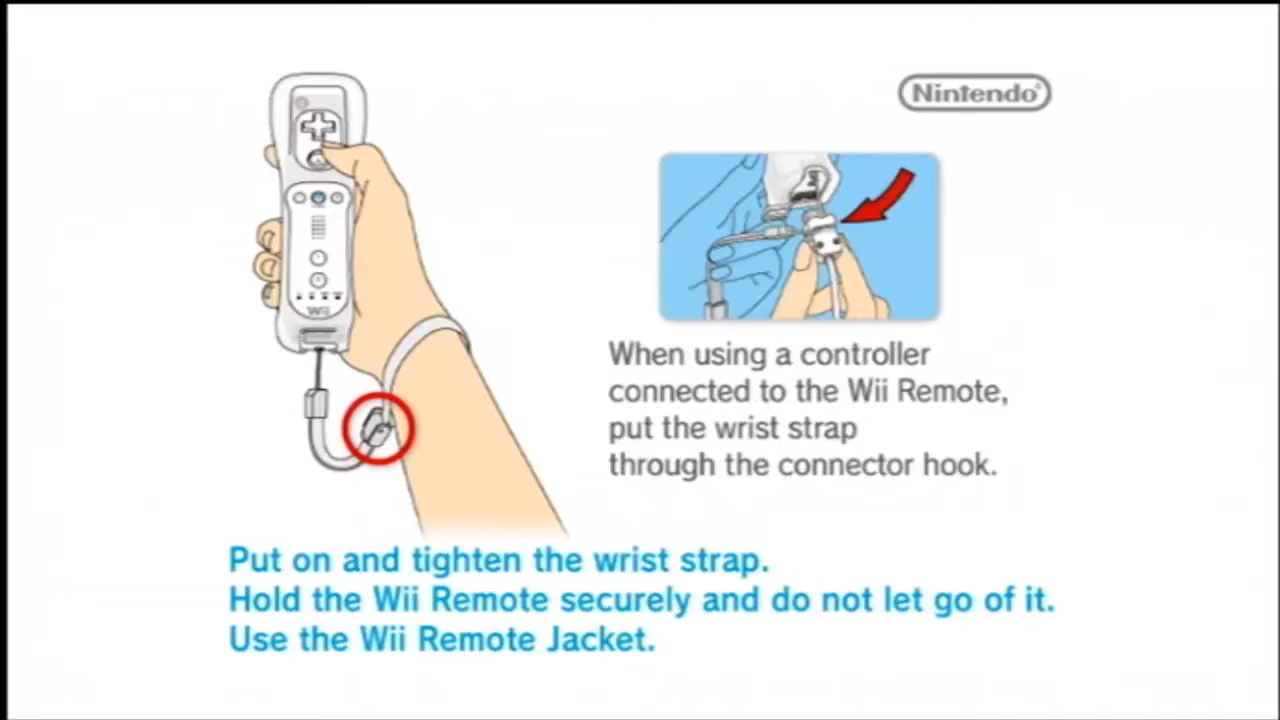 Nintendo®
When using a controller
connected to the Wii Remote,
put the wrist strap
through the connector hook.
Wii
Put on and tighten the wrist strap.
Hold the Wii Remote securely and do not let go of it.
Use the Wii Remote Jacket.